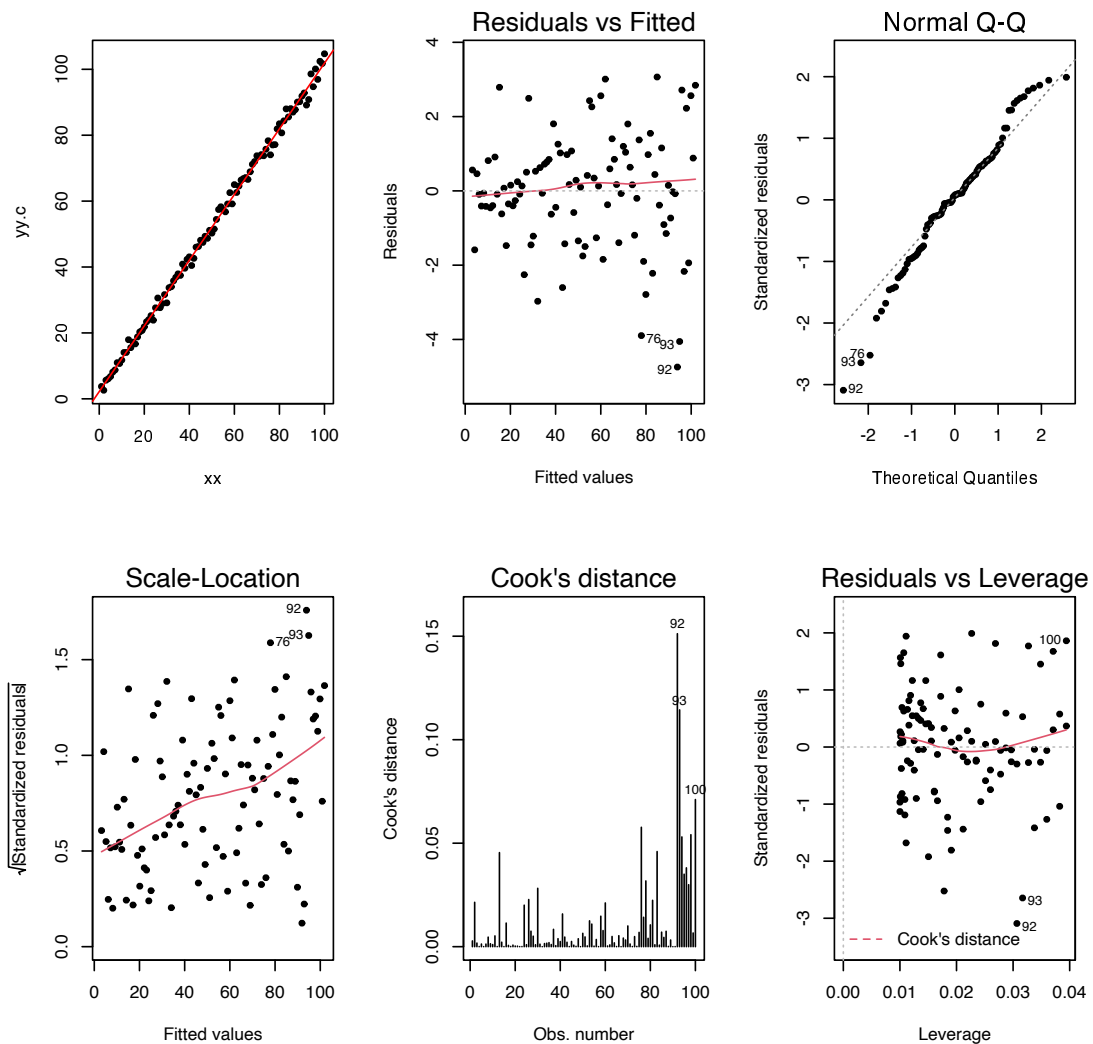 yy.c
100
80
60
40
20
0
0 20 40 60 80 100
xx
Residuals vs Fitted
Residuals
4
2
0
-2
-4
76
93
92
0 20 40 60 80 100
Fitted values
Normal Q-Q
Standardized residuals
2
1
0
-1
-2
-3
76
93
92
-2 -1 0 1 2
Theoretical Quantiles
Scale-Location
√|Standardized residuals|
1.5
1.0
0.5
0.0
92
93
76
0 20 40 60 80 100
Fitted values
Cook's distance
Cook's distance
0.15
0.10
0.05
0.00
92
93
100
0 20 40 60 80 100
Obs. number
Residuals vs Leverage
Standardized residuals
2
1
0
-1
-2
-3
100
93
92
Cook's distance
0.00 0.01 0.02 0.03 0.04
Leverage